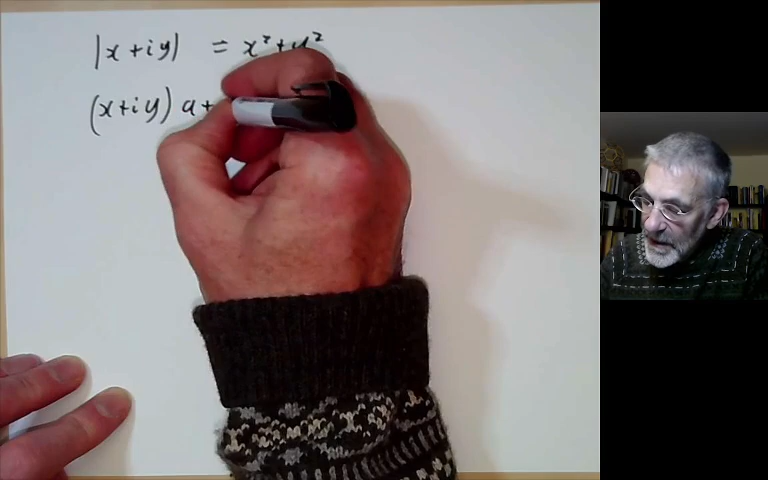 |x+iy| = x²+y²
(x+iy) a+